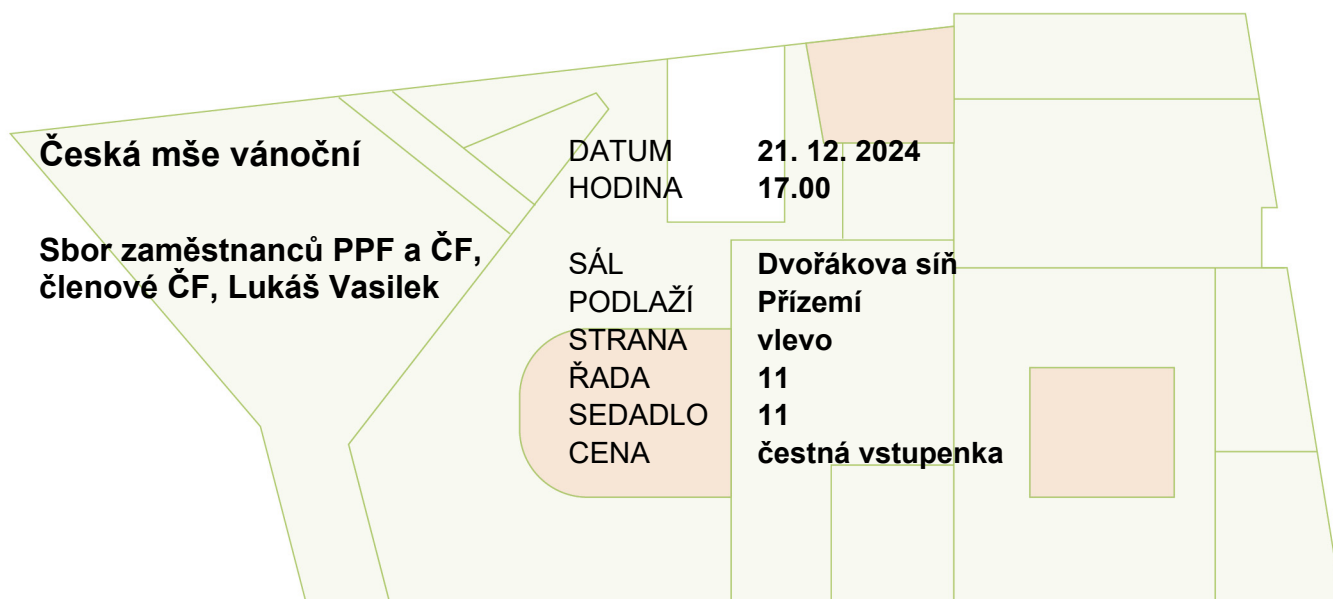 Česká mše vánoční
Sbor zaměstnanců PPF a ČF,
členové ČF, Lukáš Vasilek
DATUM 21. 12. 2024
HODINA 17.00
SÁL Dvořákova síň
PODLAŽÍ Přízemí
STRANA vlevo
ŘADA 11
SEDADLO 11
CENA čestná vstupenka